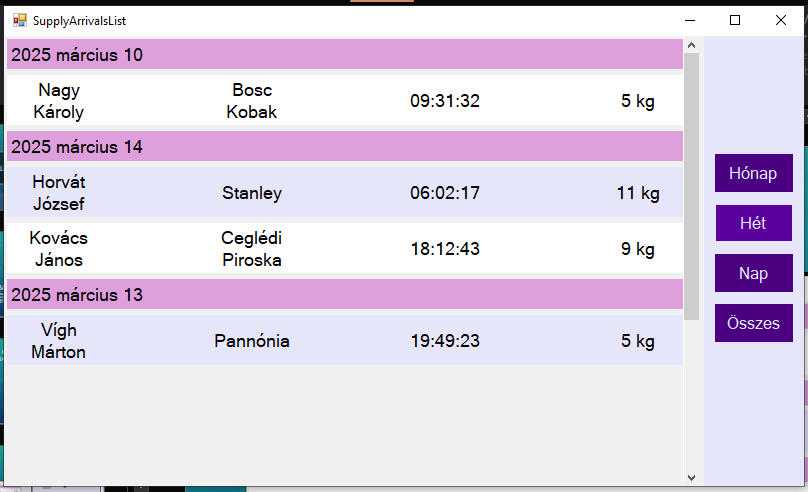 SupplyArrivalsList
2025 március 10
Nagy
Károly
Bosc
Kobak
09:31:32
5 kg
2025 március 14
Horvát
József
Stanley
06:02:17
11 kg
Kovács
János
Ceglédi
Piroska
18:12:43
9 kg
2025 március 13
Vígh
Márton
Pannónia
19:49:23
5 kg
Hónap
Hét
Nap
Összes